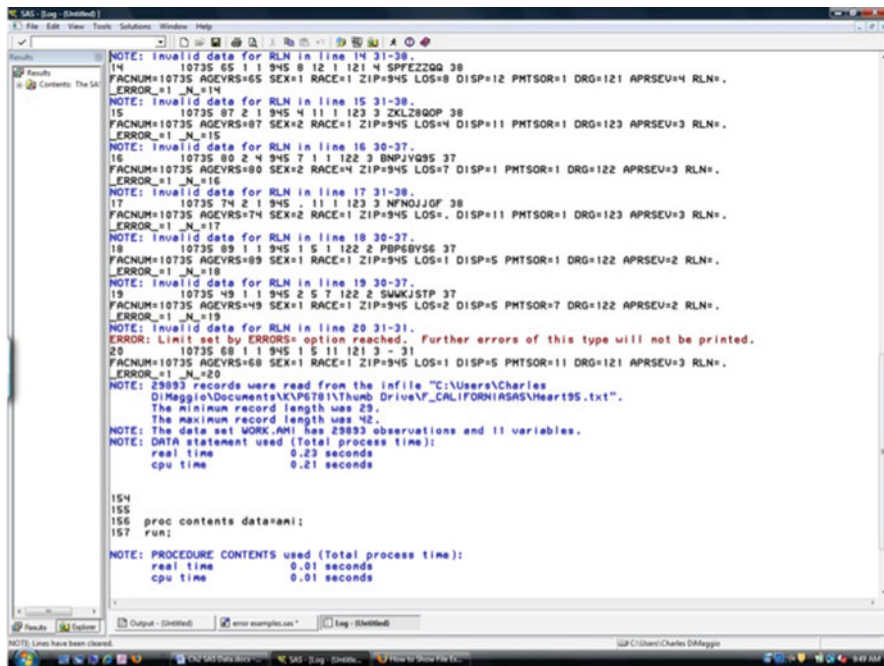 SAS - [Log - (Untitled)]
File Edit View Tools Solutions Window Help
Results
Results
Contents: The SA
NOTE: Invalid data for RLN in line 14 31-38.
14 10735 65 1 1 945 8 12 1 121 4 SPFEZZQQ 38
FACNUM=10735 AGEYRS=65 SEX=1 RACE=1 ZIP=945 LOS=8 DISP=12 PMTSOR=1 DRG=121 APRSEV=4 RLN=.
_ERROR_=1 _N_=14
NOTE: Invalid data for RLN in line 15 31-38.
15 10735 87 2 1 945 4 11 1 123 3 ZKLZ8QOP 38
FACNUM=10735 AGEYRS=87 SEX=2 RACE=1 ZIP=945 LOS=4 DISP=11 PMTSOR=1 DRG=123 APRSEV=3 RLN=.
_ERROR_=1 _N_=15
NOTE: Invalid data for RLN in line 16 30-37.
16 10735 80 2 4 945 7 1 1 122 3 BNPJYQ95 37
FACNUM=10735 AGEYRS=80 SEX=2 RACE=4 ZIP=945 LOS=7 DISP=1 PMTSOR=1 DRG=122 APRSEV=3 RLN=.
_ERROR_=1 _N_=16
NOTE: Invalid data for RLN in line 17 31-38.
17 10735 74 2 1 945 . 11 1 123 3 NFNOJJGF 38
FACNUM=10735 AGEYRS=74 SEX=2 RACE=1 ZIP=945 LOS=. DISP=11 PMTSOR=1 DRG=123 APRSEV=3 RLN=.
_ERROR_=1 _N_=17
NOTE: Invalid data for RLN in line 18 30-37.
18 10735 89 1 1 945 1 5 1 122 2 PBP6BYS6 37
FACNUM=10735 AGEYRS=89 SEX=1 RACE=1 ZIP=945 LOS=1 DISP=5 PMTSOR=1 DRG=122 APRSEV=2 RLN=.
_ERROR_=1 _N_=18
NOTE: Invalid data for RLN in line 19 30-37.
19 10735 49 1 1 945 2 5 7 122 2 SWWKJSTP 37
FACNUM=10735 AGEYRS=49 SEX=1 RACE=1 ZIP=945 LOS=2 DISP=5 PMTSOR=7 DRG=122 APRSEV=2 RLN=.
_ERROR_=1 _N_=19
NOTE: Invalid data for RLN in line 20 31-31.
ERROR: Limit set by ERRORS= option reached. Further errors of this type will not be printed.
20 10735 68 1 1 945 1 5 11 121 3 - 31
FACNUM=10735 AGEYRS=68 SEX=1 RACE=1 ZIP=945 LOS=1 DISP=5 PMTSOR=11 DRG=121 APRSEV=3 RLN=.
_ERROR_=1 _N_=20
NOTE: 29893 records were read from the infile "C:\Users\Charles
DiMaggio\Documents\K\P6781\Thumb Drive\F_CALIFORNIASAS\Heart95.txt".
The minimum record length was 29.
The maximum record length was 42.
NOTE: The data set WORK.AMI has 29893 observations and 11 variables.
NOTE: DATA statement used (Total process time):
real time 0.23 seconds
cpu time 0.21 seconds
154
155
156 proc contents data=ami;
157 run;
NOTE: PROCEDURE CONTENTS used (Total process time):
real time 0.01 seconds
cpu time 0.01 seconds
Results Explorer Output - (Untitled) error examples.sas * Log - (Untitled)
NOTE: Lines have been cleared. C:\Users\Charles DiMaggio
Ch2 SAS Data.docx -... SAS - [Log - (Untitle... How to Show File Ex... 9:49 AM